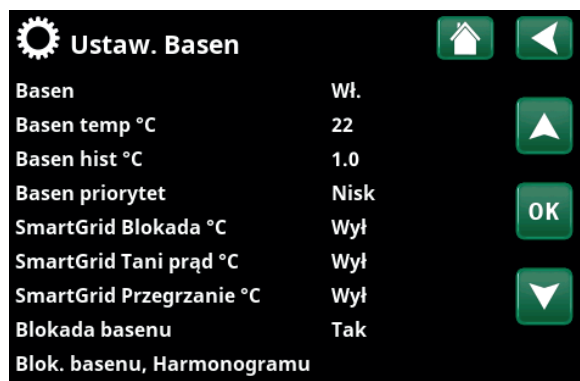 Ustaw. Basen
Basen Wł.
Basen temp °C 22
Basen hist °C 1.0
Basen priorytet Nisk
SmartGrid Blokada °C Wył
SmartGrid Tani prąd °C Wył
SmartGrid Przegrzanie °C Wył
Blokada basenu Tak
Blok. basenu, Harmonogramu
OK